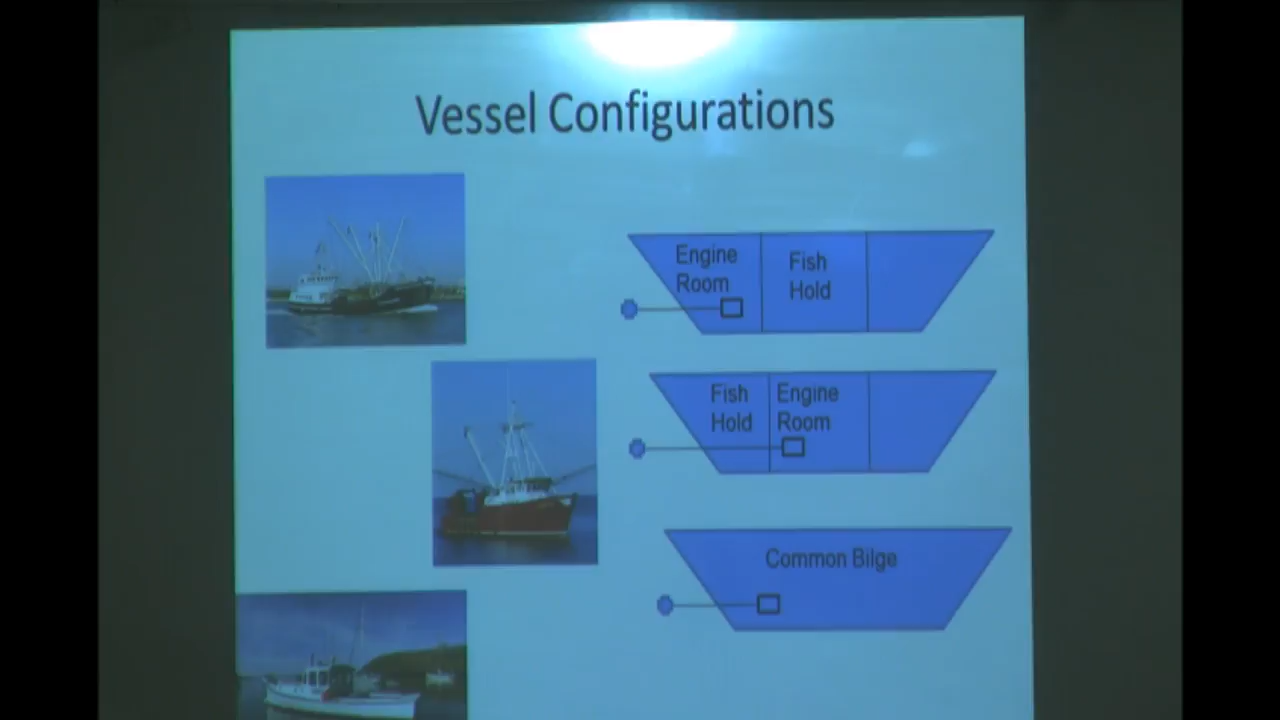 Vessel Configurations
Engine
Room
Fish
Hold
Fish
Hold
Engine
Room
Common Bilge